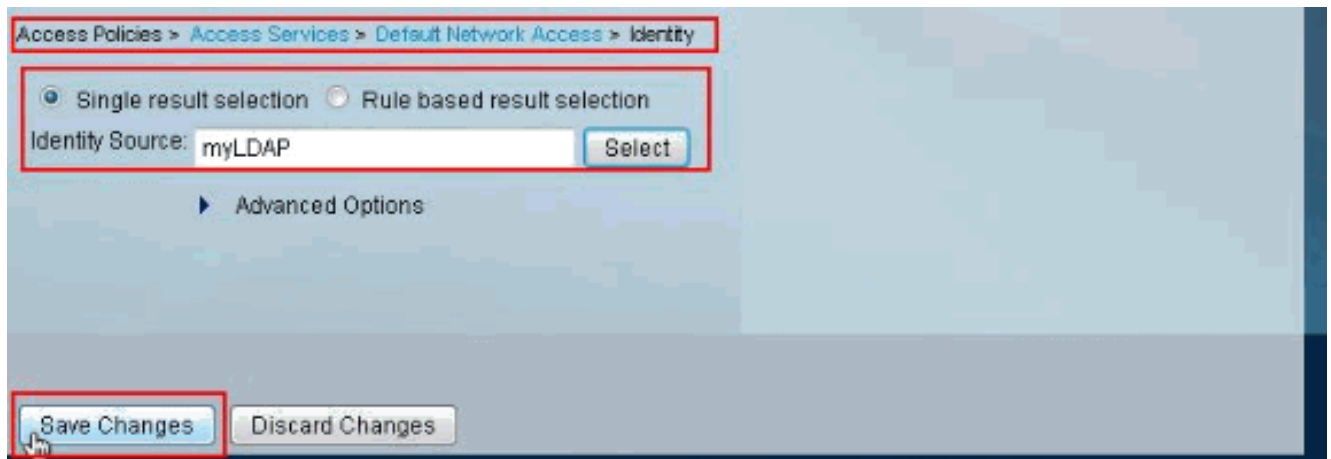 Access Policies > Access Services > Default Network Access > Identity
Single result selection Rule based result selection
Identity Source: myLDAP Select
Advanced Options
Save Changes Discard Changes